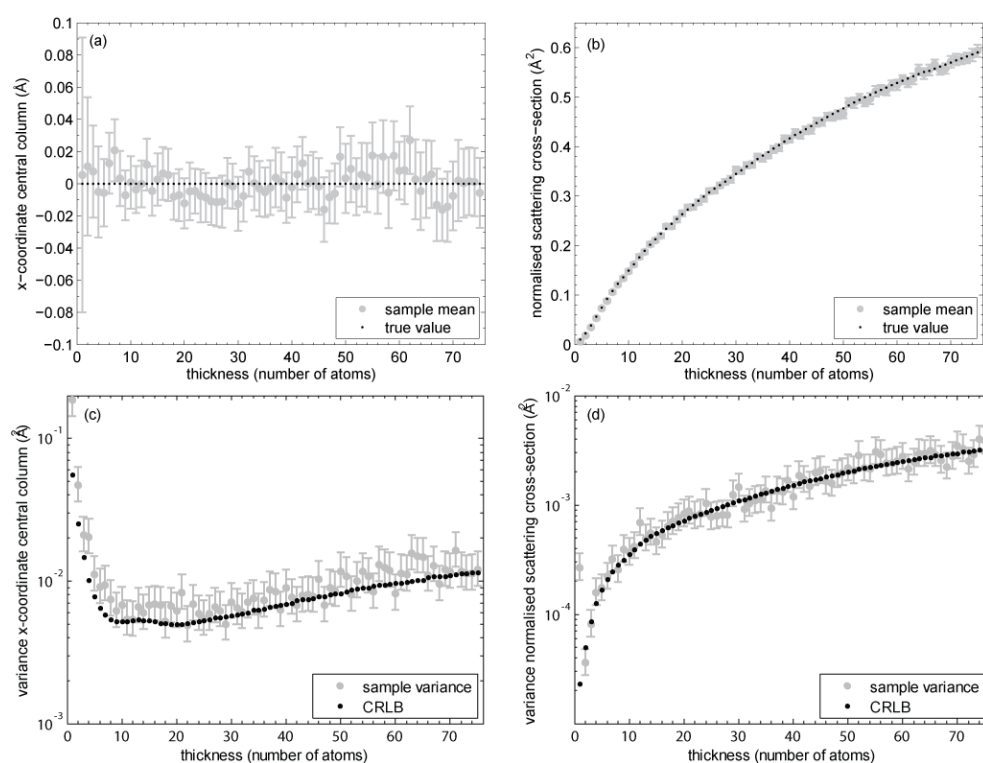 (a)
x−coordinate central column (Å)
0.1
0.08
0.06
0.04
0.02
0
−0.02
−0.04
−0.06
−0.08
−0.1
0 10 20 30 40 50 60 70
thickness (number of atoms)
sample mean
true value
(b)
normalised scattering cross−section (Å²)
0.6
0.5
0.4
0.3
0.2
0.1
0
0 10 20 30 40 50 60 70
thickness (number of atoms)
sample mean
true value
(c)
variance x-coordinate central column (Å²)
10⁻¹
10⁻²
10⁻³
0 10 20 30 40 50 60 70
thickness (number of atoms)
sample variance
CRLB
(d)
variance normalised scattering cross-section (Å²)
10⁻²
10⁻³
10⁻⁴
0 10 20 30 40 50 60 70
thickness (number of atoms)
sample variance
CRLB